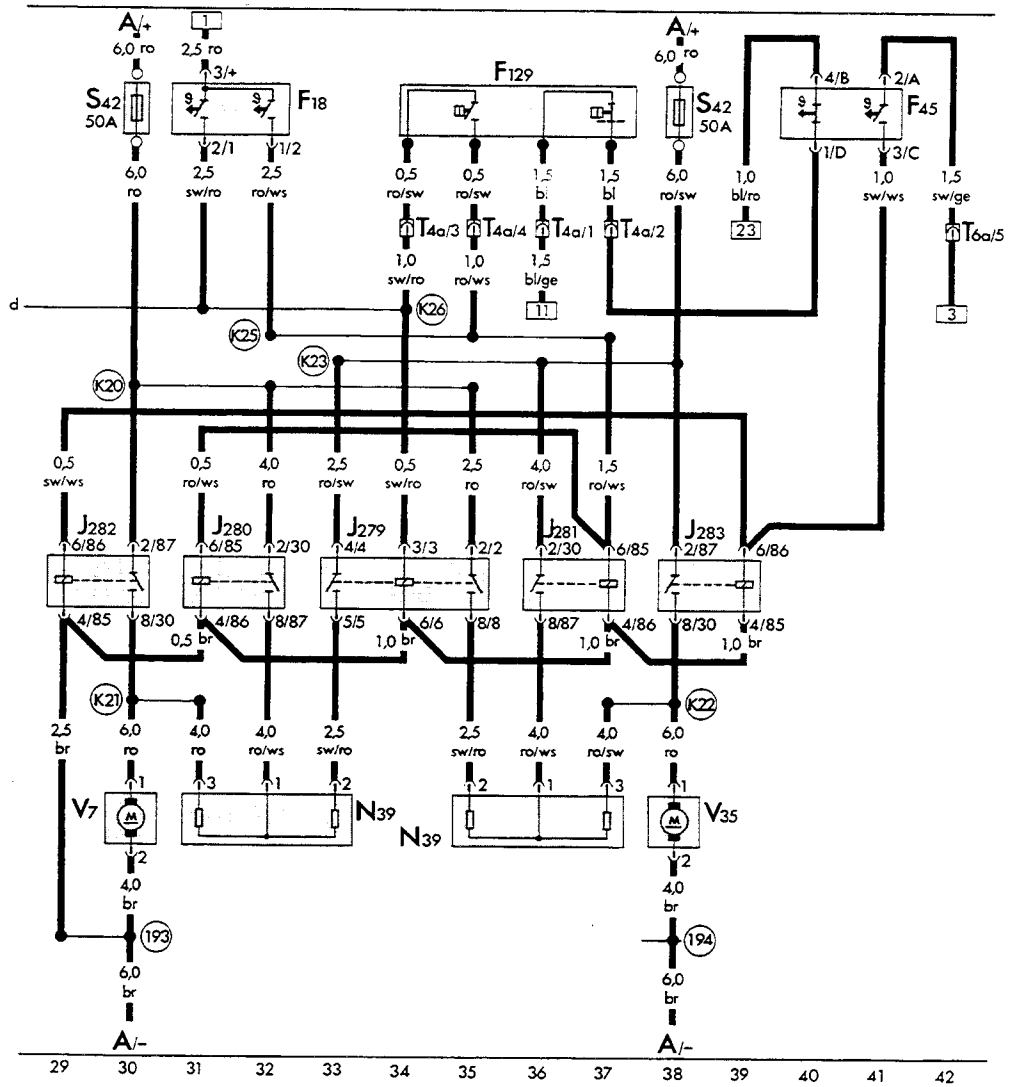 A/+ 1 A/+
6,0 ro 2,5 ro 6,0 ro
3/+ F129 4/B 2/A
S42 50A F18 S42 50A F45
2/1 1/2 1/D 3/C
6,0 ro 2,5 sw/ro 2,5 ro/ws 0,5 ro/sw 0,5 ro/sw 1,5 bl 1,5 bl 6,0 ro/sw 1,0 bl/ro 1,0 sw/ws 1,5 sw/ge
T4a/3 T4a/4 T4a/1 T4a/2 23 T6a/5
1,0 sw/ro 1,0 ro/ws 1,5 bl/ge
d K26 11 3
K25
K23
K20
0,5 sw/ws 0,5 ro/ws 4,0 ro 2,5 ro/sw 0,5 sw/ro 2,5 ro 4,0 ro/sw 1,5 ro/ws
J282 J280 J279 J281 J283
6/86 2/87 6/85 2/30 4/4 3/3 2/2 2/30 6/85 2/87 6/86
4/85 8/30 4/86 8/87 5/5 6/6 8/8 8/87 4/86 8/30 4/85
0,5 br 1,0 br 1,0 br 1,0 br
K21 K22
2,5 br 6,0 ro 4,0 ro 4,0 ro/ws 2,5 sw/ro 2,5 sw/ro 4,0 ro/ws 4,0 ro/sw 6,0 ro
1 3 1 2 2 1 3 1
V7 M N39 N39 M V35
2 2
4,0 br 4,0 br
193 194
6,0 br 6,0 br
A/- A/-
29 30 31 32 33 34 35 36 37 38 39 40 41 42